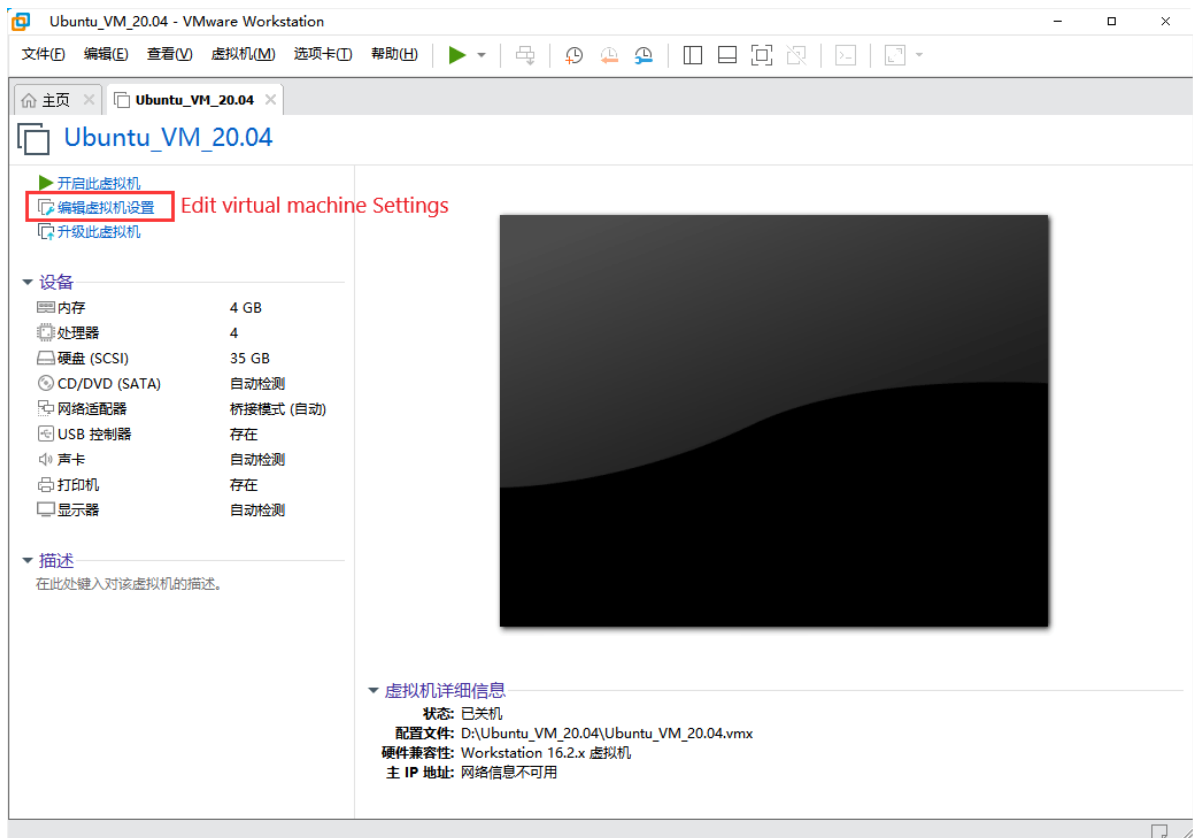 Ubuntu_VM_20.04 - VMware Workstation
文件(F) 编辑(E) 查看(V) 虚拟机(M) 选项卡(T) 帮助(H)
主页 Ubuntu_VM_20.04
Ubuntu_VM_20.04
开启此虚拟机
编辑虚拟机设置 Edit virtual machine Settings
升级此虚拟机
设备
内存 4 GB
处理器 4
硬盘 (SCSI) 35 GB
CD/DVD (SATA) 自动检测
网络适配器 桥接模式 (自动)
USB 控制器 存在
声卡 自动检测
打印机 存在
显示器 自动检测
描述
在此处键入对该虚拟机的描述。
虚拟机详细信息
状态: 已关机
配置文件: D:\Ubuntu_VM_20.04\Ubuntu_VM_20.04.vmx
硬件兼容性: Workstation 16.2.x 虚拟机
主 IP 地址: 网络信息不可用